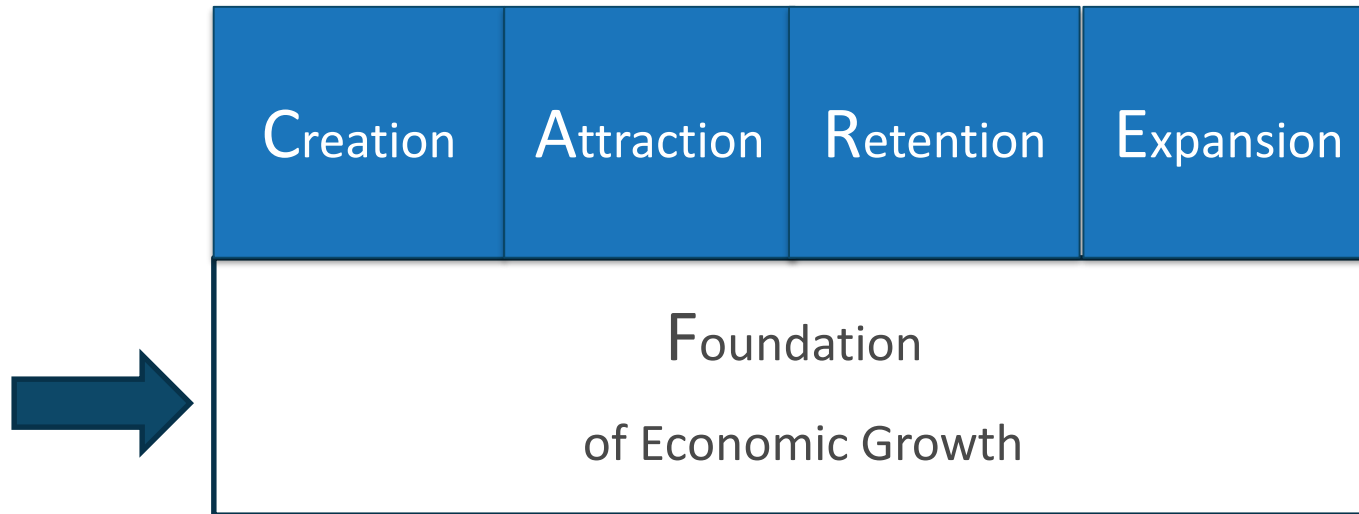 Creation Attraction Retention Expansion
Foundation
of Economic Growth